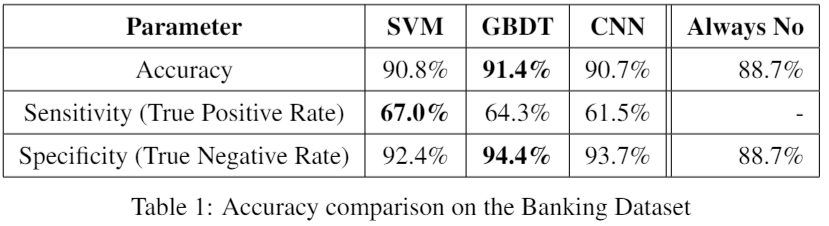 Parameter SVM GBDT CNN Always No
Accuracy 90.8% 91.4% 90.7% 88.7%
Sensitivity (True Positive Rate) 67.0% 64.3% 61.5% -
Specificity (True Negative Rate) 92.4% 94.4% 93.7% 88.7%
Table 1: Accuracy comparison on the Banking Dataset